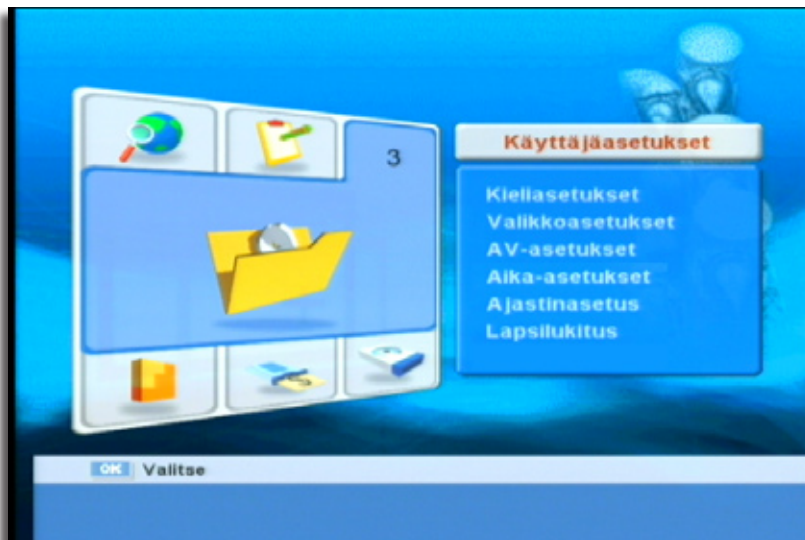 3
Käyttäjäasetukset
Kieliasetukset
Valikkoasetukset
AV-asetukset
Aika-asetukset
Ajastinasetus
Lapsilukitus
OK Valitse